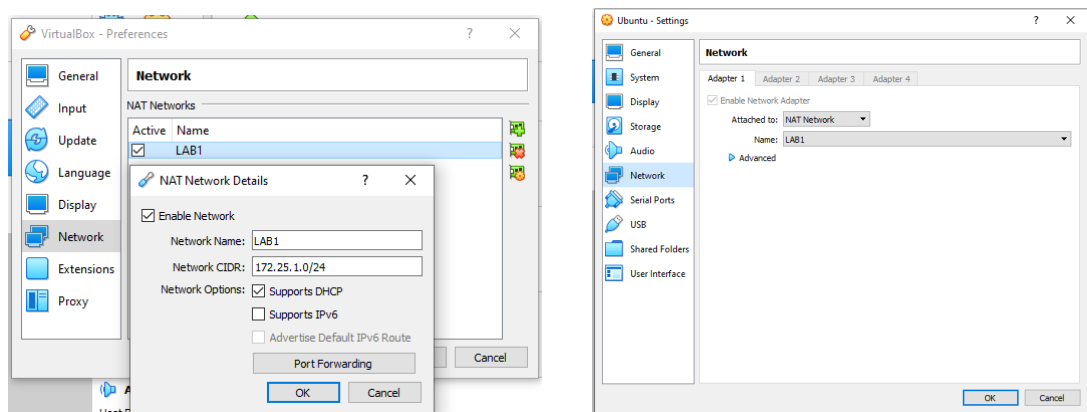 VirtualBox - Preferences
?
General
Input
Update
Language
Display
Network
Extensions
Proxy
Network
NAT Networks
Active Name
LAB1
Cancel
NAT Network Details
?
Enable Network
Network Name: LAB1
Network CIDR: 172.25.1.0/24
Network Options: Supports DHCP
Supports IPv6
Advertise Default IPv6 Route
Port Forwarding
OK Cancel
Ubuntu - Settings
?
General
System
Display
Storage
Audio
Network
Serial Ports
USB
Shared Folders
User Interface
Network
Adapter 1 Adapter 2 Adapter 3 Adapter 4
Enable Network Adapter
Attached to: NAT Network
Name: LAB1
Advanced
OK Cancel